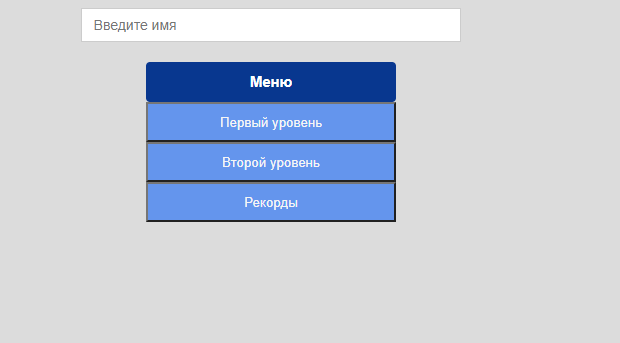 Введите имя
Меню
Первый уровень
Второй уровень
Рекорды